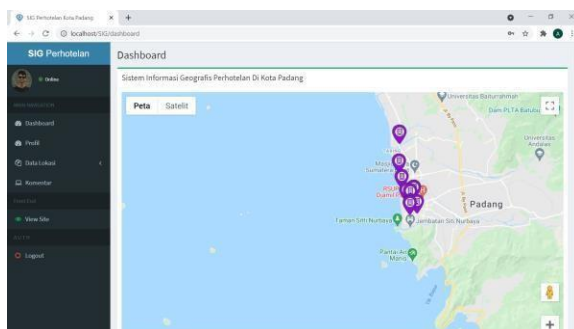 SIG Perhotelan Kota Padang
localhost/SIG/dashboard
SIG Perhotelan
Dashboard
Online
Sistem Informasi Geografis Perhotelan Di Kota Padang
MAIN NAVIGATION
Peta Satelit
Universitas Baiturrahmah
Dashboard
Profil
Universitas
Andalas
Data Lokasi
Komentar
Padang
View Site
Taman Siti Nurbaya
Jembatan Siti Nurbaya
Logout
Pantai Air
Manis